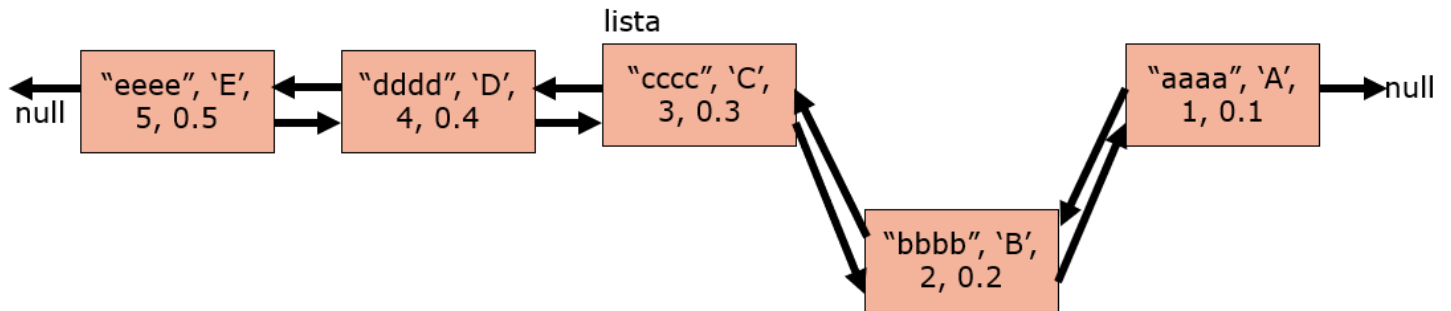 lista
null
“eeee”, ‘E’,
5, 0.5
“dddd”, ‘D’,
4, 0.4
“cccc”, ‘C’,
3, 0.3
“bbbb”, ‘B’,
2, 0.2
“aaaa”, ‘A’,
1, 0.1
null